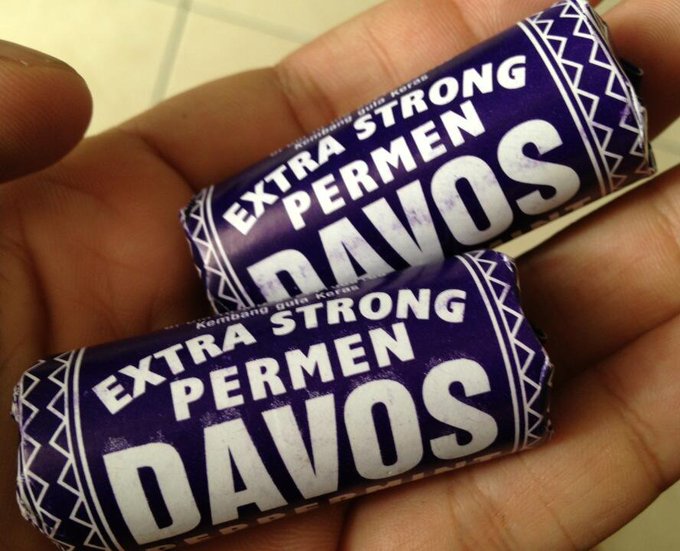 Kembang gula Keras
EXTRA STRONG
PERMEN
DAVOS
Kembang gula Keras
EXTRA STRONG
PERMEN
DAVOS